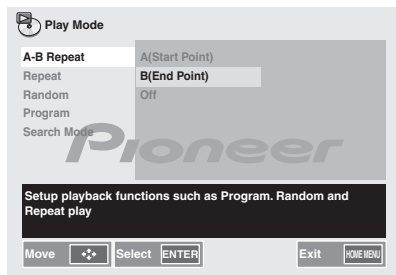 Play Mode
A-B Repeat
A(Start Point)
Repeat
B(End Point)
Random
Off
Program
Search Mode
Pioneer
Setup playback functions such as Program. Random and
Repeat play
Move
Select ENTER
Exit HOME MENU